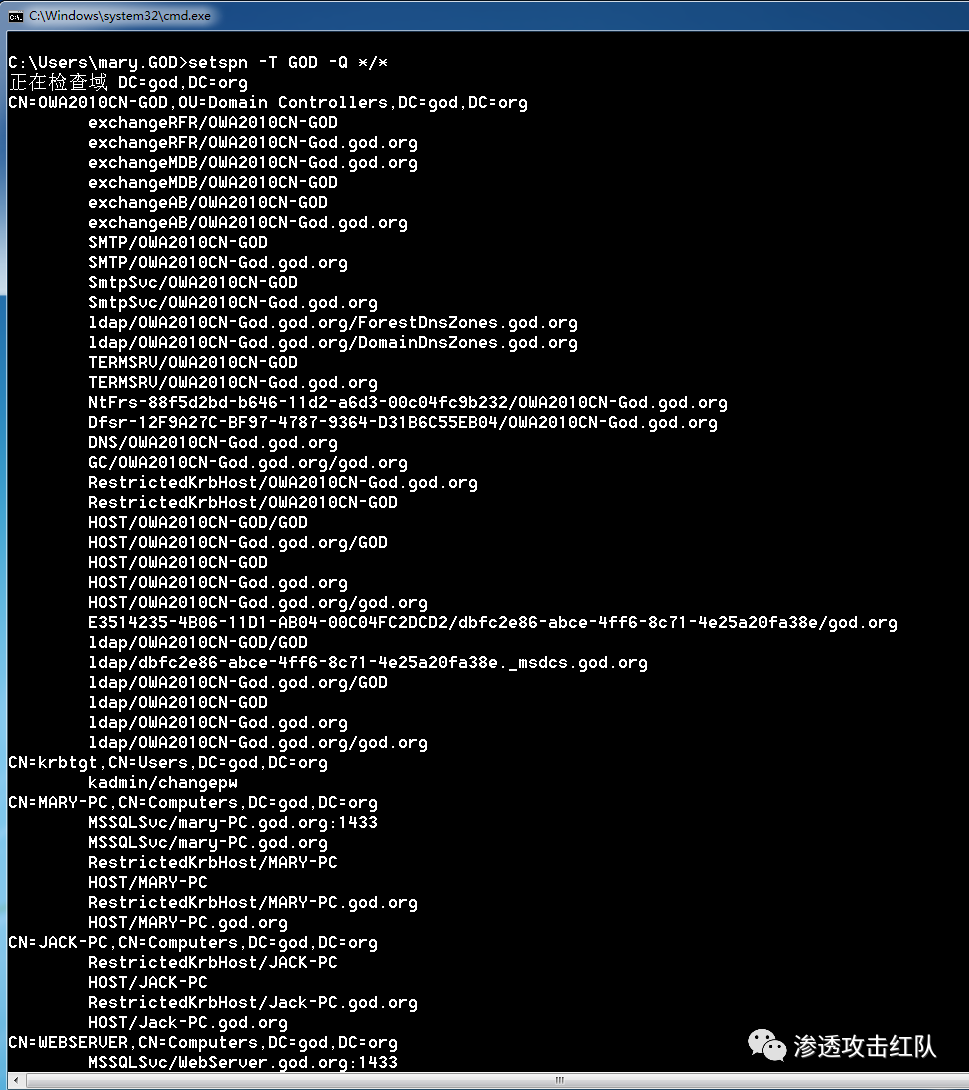 C:\Windows\system32\cmd.exe
C:\Users\mary.GOD>setspn -T GOD -Q */*
正在检查域 DC=god,DC=org
CN=OWA2010CN-GOD,OU=Domain Controllers,DC=god,DC=org
exchangeRFR/OWA2010CN-GOD
exchangeRFR/OWA2010CN-God.god.org
exchangeMDB/OWA2010CN-God.god.org
exchangeMDB/OWA2010CN-GOD
exchangeAB/OWA2010CN-GOD
exchangeAB/OWA2010CN-God.god.org
SMTP/OWA2010CN-GOD
SMTP/OWA2010CN-God.god.org
SmtpSvc/OWA2010CN-GOD
SmtpSvc/OWA2010CN-God.god.org
ldap/OWA2010CN-God.god.org/ForestDnsZones.god.org
ldap/OWA2010CN-God.god.org/DomainDnsZones.god.org
TERMSRV/OWA2010CN-GOD
TERMSRV/OWA2010CN-God.god.org
NtFrs-88f5d2bd-b646-11d2-a6d3-00c04fc9b232/OWA2010CN-God.god.org
Dfsr-12F9A27C-BF97-4787-9364-D31B6C55EB04/OWA2010CN-God.god.org
DNS/OWA2010CN-God.god.org
GC/OWA2010CN-God.god.org/god.org
RestrictedKrbHost/OWA2010CN-God.god.org
RestrictedKrbHost/OWA2010CN-GOD
HOST/OWA2010CN-GOD/GOD
HOST/OWA2010CN-God.god.org/GOD
HOST/OWA2010CN-GOD
HOST/OWA2010CN-God.god.org
HOST/OWA2010CN-God.god.org/god.org
E3514235-4B06-11D1-AB04-00C04FC2DCD2/dbfc2e86-abce-4ff6-8c71-4e25a20fa38e/god.org
ldap/OWA2010CN-GOD/GOD
ldap/dbfc2e86-abce-4ff6-8c71-4e25a20fa38e._msdcs.god.org
ldap/OWA2010CN-God.god.org/GOD
ldap/OWA2010CN-GOD
ldap/OWA2010CN-God.god.org
ldap/OWA2010CN-God.god.org/god.org
CN=krbtgt,CN=Users,DC=god,DC=org
kadmin/changepw
CN=MARY-PC,CN=Computers,DC=god,DC=org
MSSQLSvc/mary-PC.god.org:1433
MSSQLSvc/mary-PC.god.org
RestrictedKrbHost/MARY-PC
HOST/MARY-PC
RestrictedKrbHost/MARY-PC.god.org
HOST/MARY-PC.god.org
CN=JACK-PC,CN=Computers,DC=god,DC=org
RestrictedKrbHost/JACK-PC
HOST/JACK-PC
RestrictedKrbHost/Jack-PC.god.org
HOST/Jack-PC.god.org
CN=WEBSERVER,CN=Computers,DC=god,DC=org
MSSQLSvc/WebServer.god.org:1433
渗透攻击红队